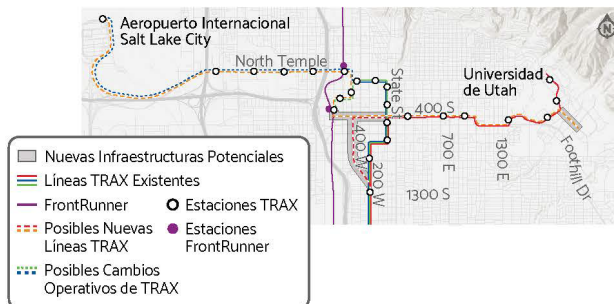 Aeropuerto Internacional
Salt Lake City
North Temple
State St
Universidad
de Utah
400 S
400 W
200 W
700 E
1300 E
Foothill Dr
1300 S
Nuevas Infraestructuras Potenciales
Líneas TRAX Existentes
FrontRunner
Estaciones TRAX
Posibles Nuevas
Líneas TRAX
Estaciones
FrontRunner
Posibles Cambios
Operativos de TRAX